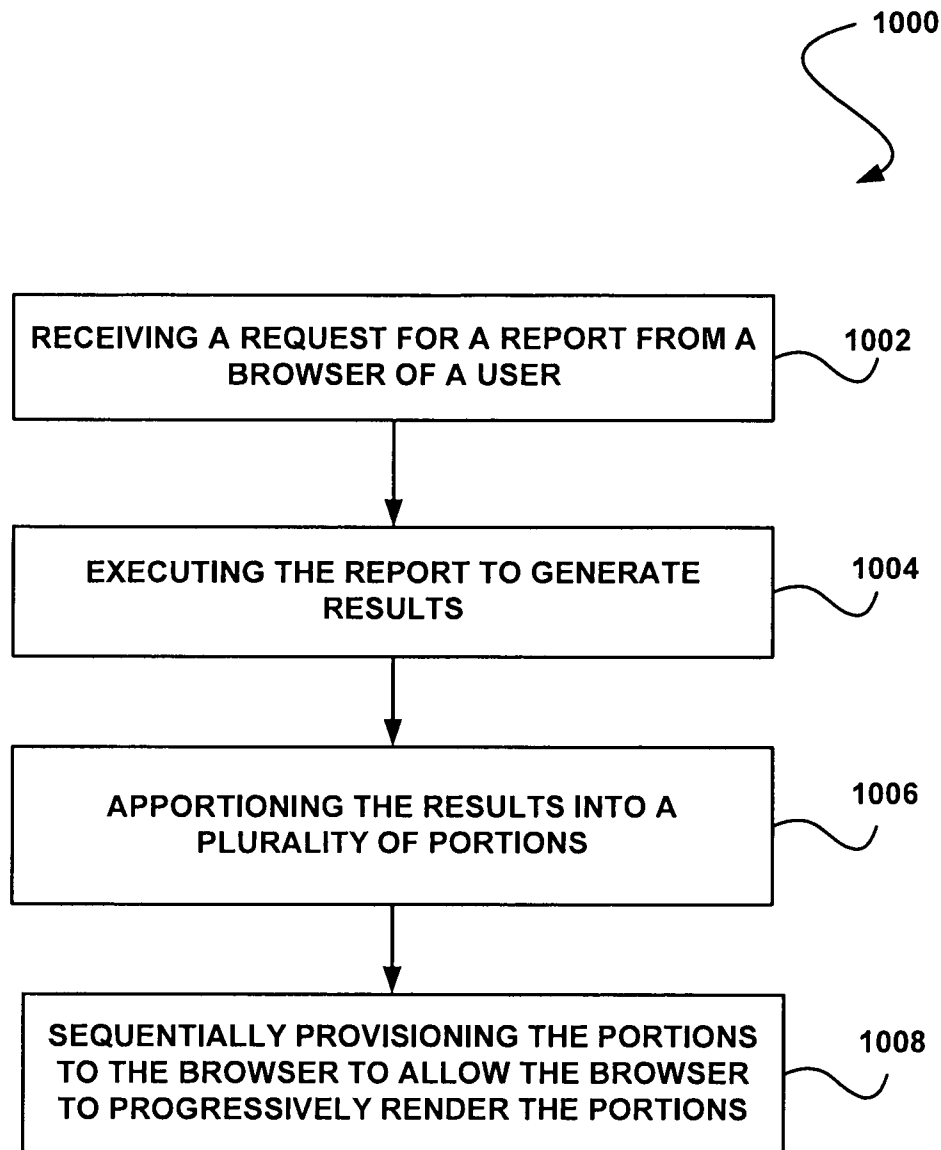 1000
RECEIVING A REQUEST FOR A REPORT FROM A
BROWSER OF A USER
1002
EXECUTING THE REPORT TO GENERATE
RESULTS
1004
APPORTIONING THE RESULTS INTO A
PLURALITY OF PORTIONS
1006
SEQUENTIALLY PROVISIONING THE PORTIONS
TO THE BROWSER TO ALLOW THE BROWSER
TO PROGRESSIVELY RENDER THE PORTIONS
1008